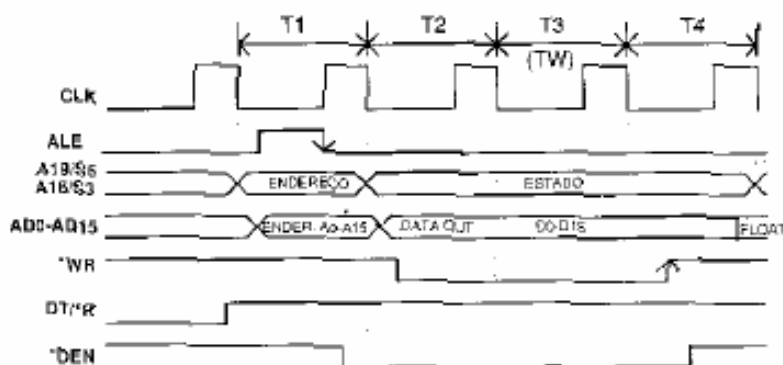 T1 T2 T3 T4
(TW)
CLK
ALE
A19/S6
A16/S3
ENDEREÇO ESTADO
AD0-AD15 ENDER. A0-A15 DATA OUT D0-D15 FLOAT
*WR
DT/*R
*DEN